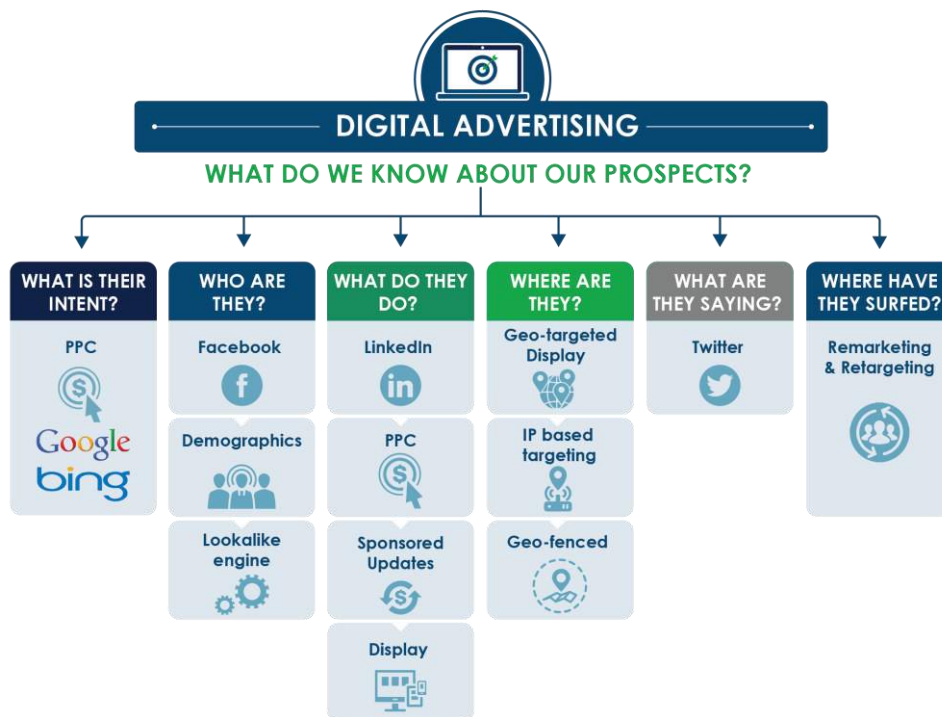 DIGITAL ADVERTISING
WHAT DO WE KNOW ABOUT OUR PROSPECTS?
WHAT IS THEIR
INTENT?
PPC
$
Google
bing
WHO ARE
THEY?
Facebook
f
Demographics
Lookalike
engine
WHAT DO THEY
DO?
LinkedIn
in
PPC
$
Sponsored
Updates
$
Display
WHERE ARE
THEY?
Geo-targeted
Display
IP based
targeting
Geo-fenced
WHAT ARE
THEY SAYING?
Twitter
WHERE HAVE
THEY SURFED?
Remarketing
& Retargeting